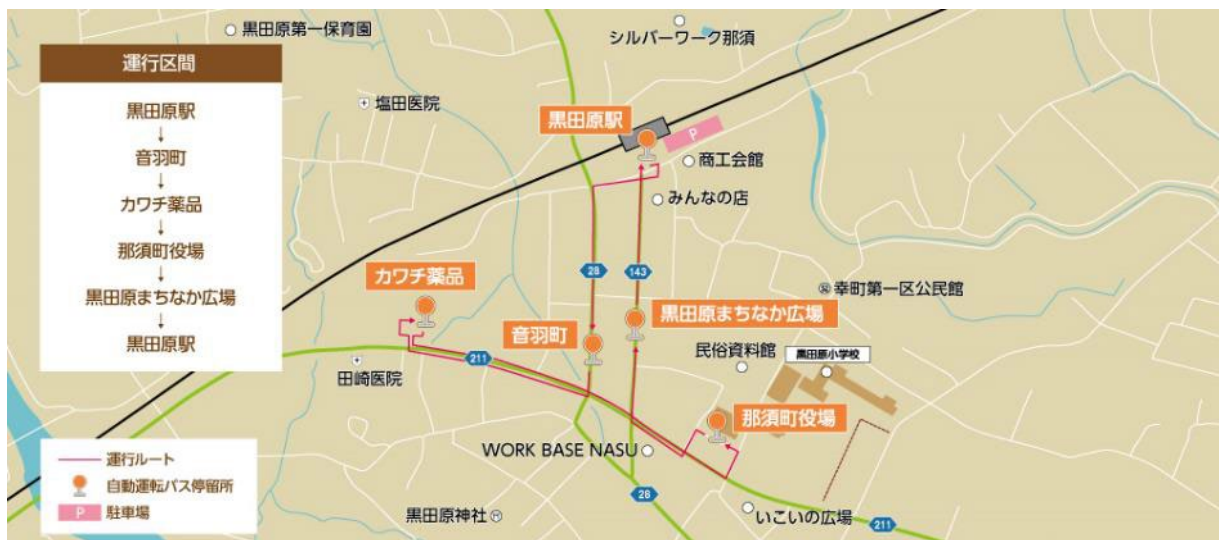 黒田原第一保育園
シルバーワーク那須
運行区間
黒田原駅
↓
音羽町
↓
カワチ薬品
↓
那須町役場
↓
黒田原まちなか広場
↓
黒田原駅
塩田医院
黒田原駅
P
商工会館
みんなの店
28
143
カワチ薬品
幸町第一区公民館
黒田原まちなか広場
音羽町
211
民俗資料館
黒田原小学校
田崎医院
那須町役場
WORK BASE NASU
運行ルート
自動運転バス停留所
P 駐車場
28
黒田原神社
いこいの広場
211